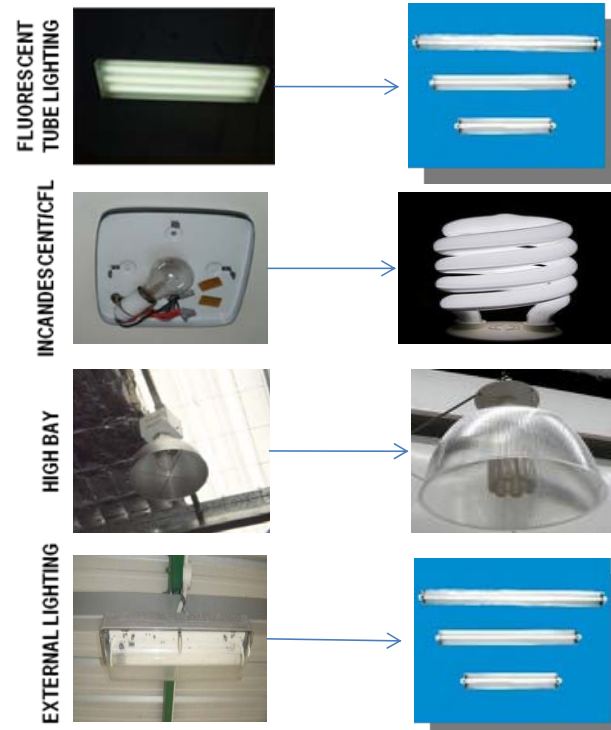 FLUORESCENT
TUBE LIGHTING
INCANDESCENT/CFL
HIGH BAY
EXTERNAL LIGHTING